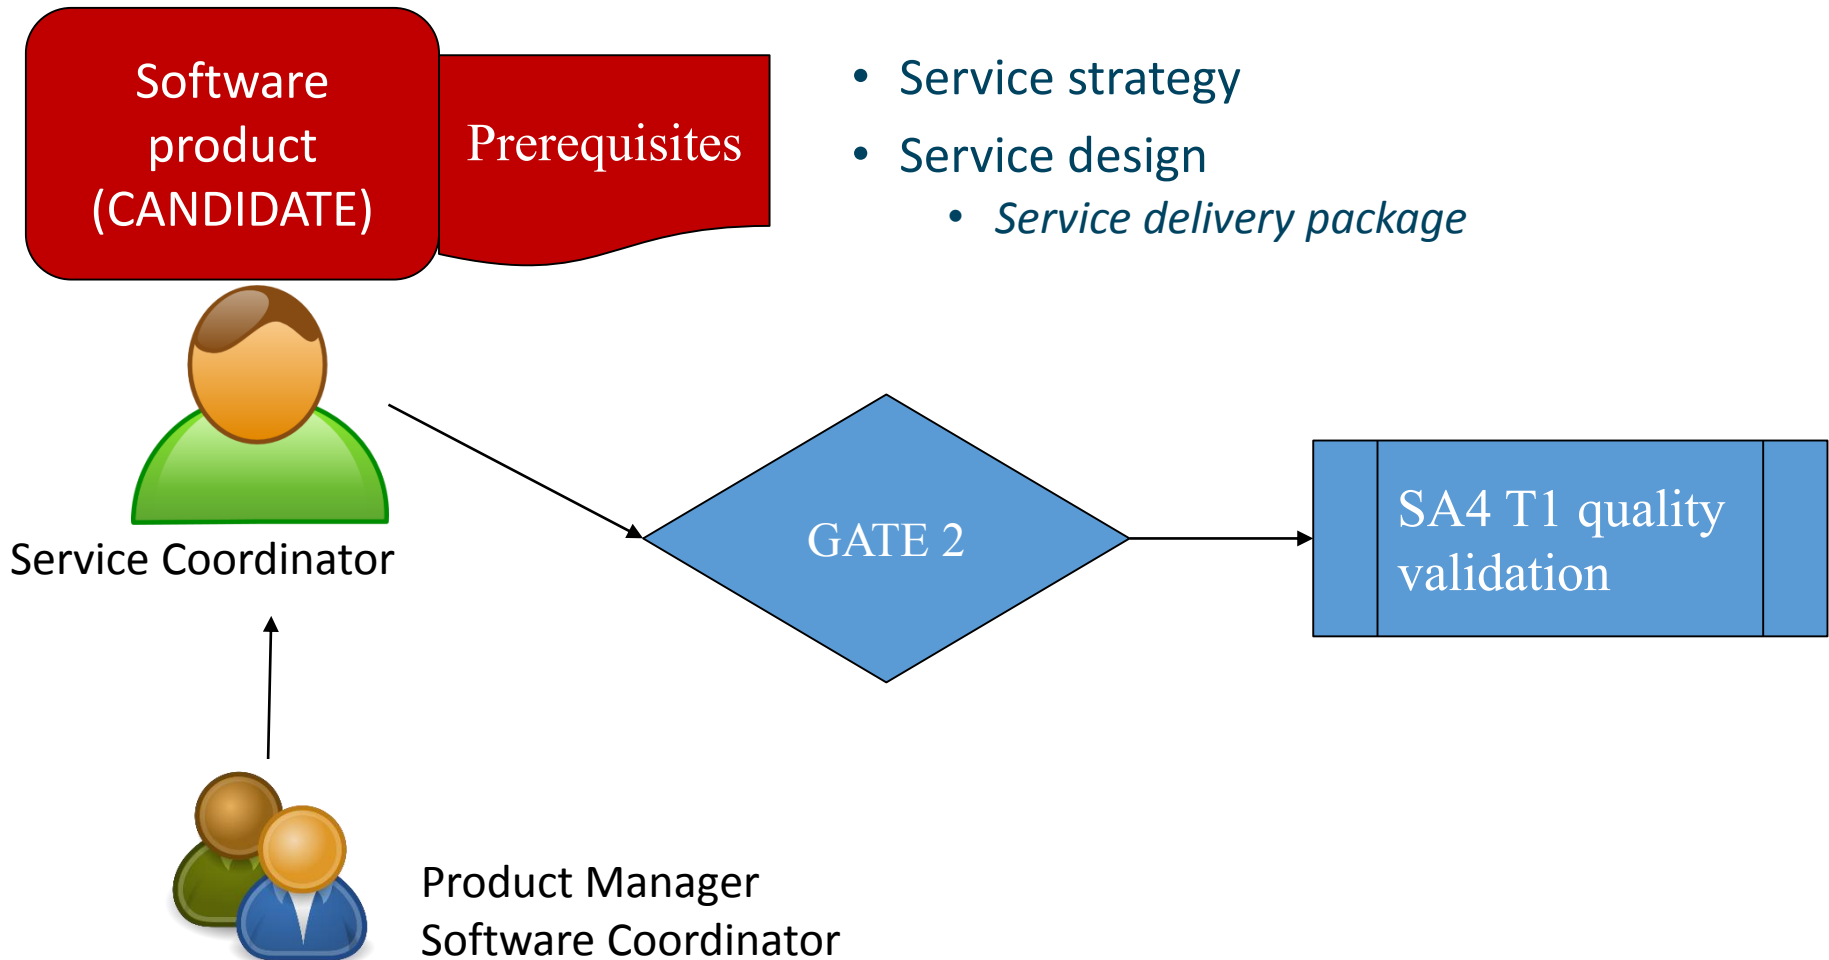 Software
product
(CANDIDATE)
Prerequisites
• Service strategy
• Service design
• Service delivery package
Service Coordinator
GATE 2
SA4 T1 quality
validation
Product Manager
Software Coordinator